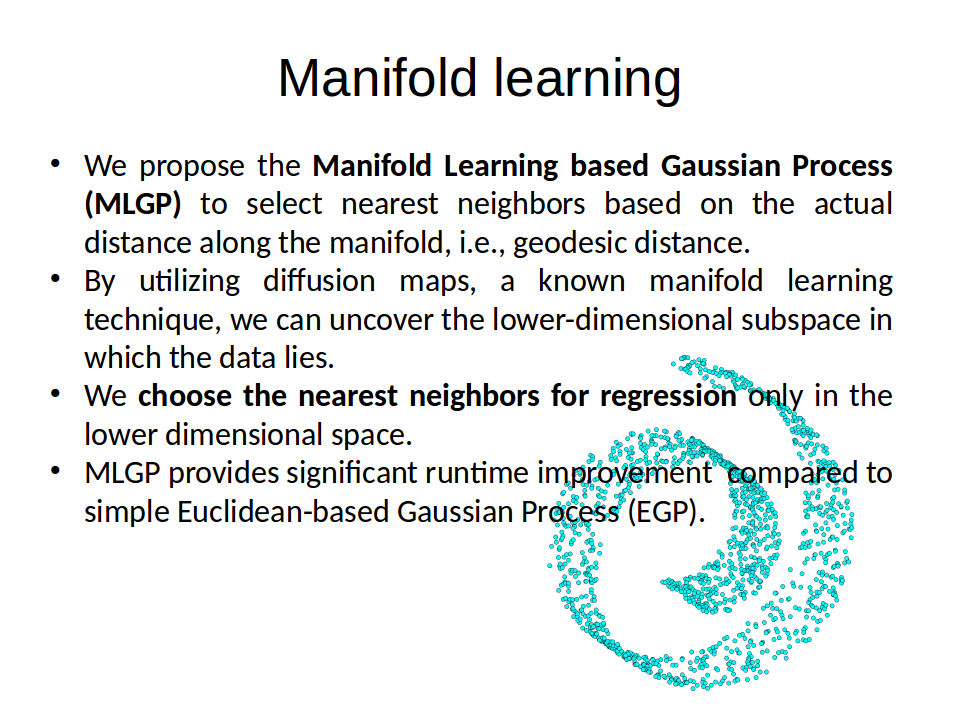 Manifold learning
• We propose the Manifold Learning based Gaussian Process
(MLGP) to select nearest neighbors based on the actual
distance along the manifold, i.e., geodesic distance.
• By utilizing diffusion maps, a known manifold learning
technique, we can uncover the lower-dimensional subspace in
which the data lies.
• We choose the nearest neighbors for regression only in the
lower dimensional space.
• MLGP provides significant runtime improvement compared to
simple Euclidean-based Gaussian Process (EGP).